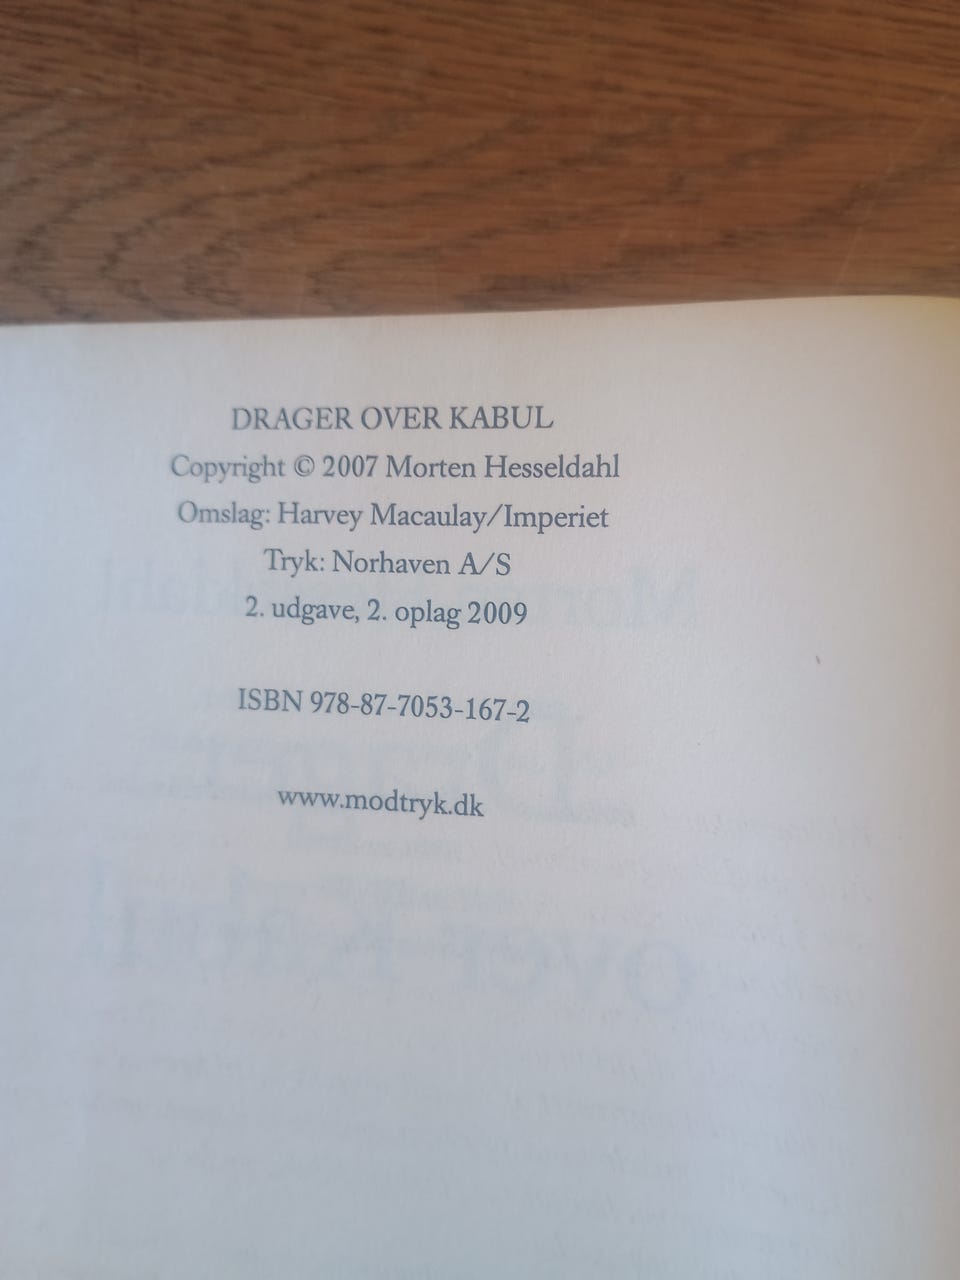 DRAGER OVER KABUL
Copyright © 2007 Morten Hesseldahl
Omslag: Harvey Macaulay/Imperiet
Tryk: Norhaven A/S
2. udgave, 2. oplag 2009
ISBN 978-87-7053-167-2
www.modtryk.dk